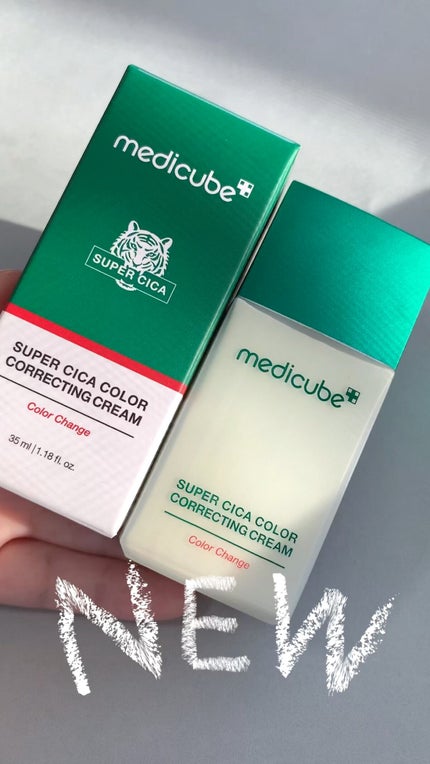 medicube
SUPER CICA
SUPER CICA COLOR
CORRECTING CREAM
Color Change
35 ml | 1.18 fl. oz.
medicube
SUPER CICA COLOR
CORRECTING CREAM
Color Change
NEW